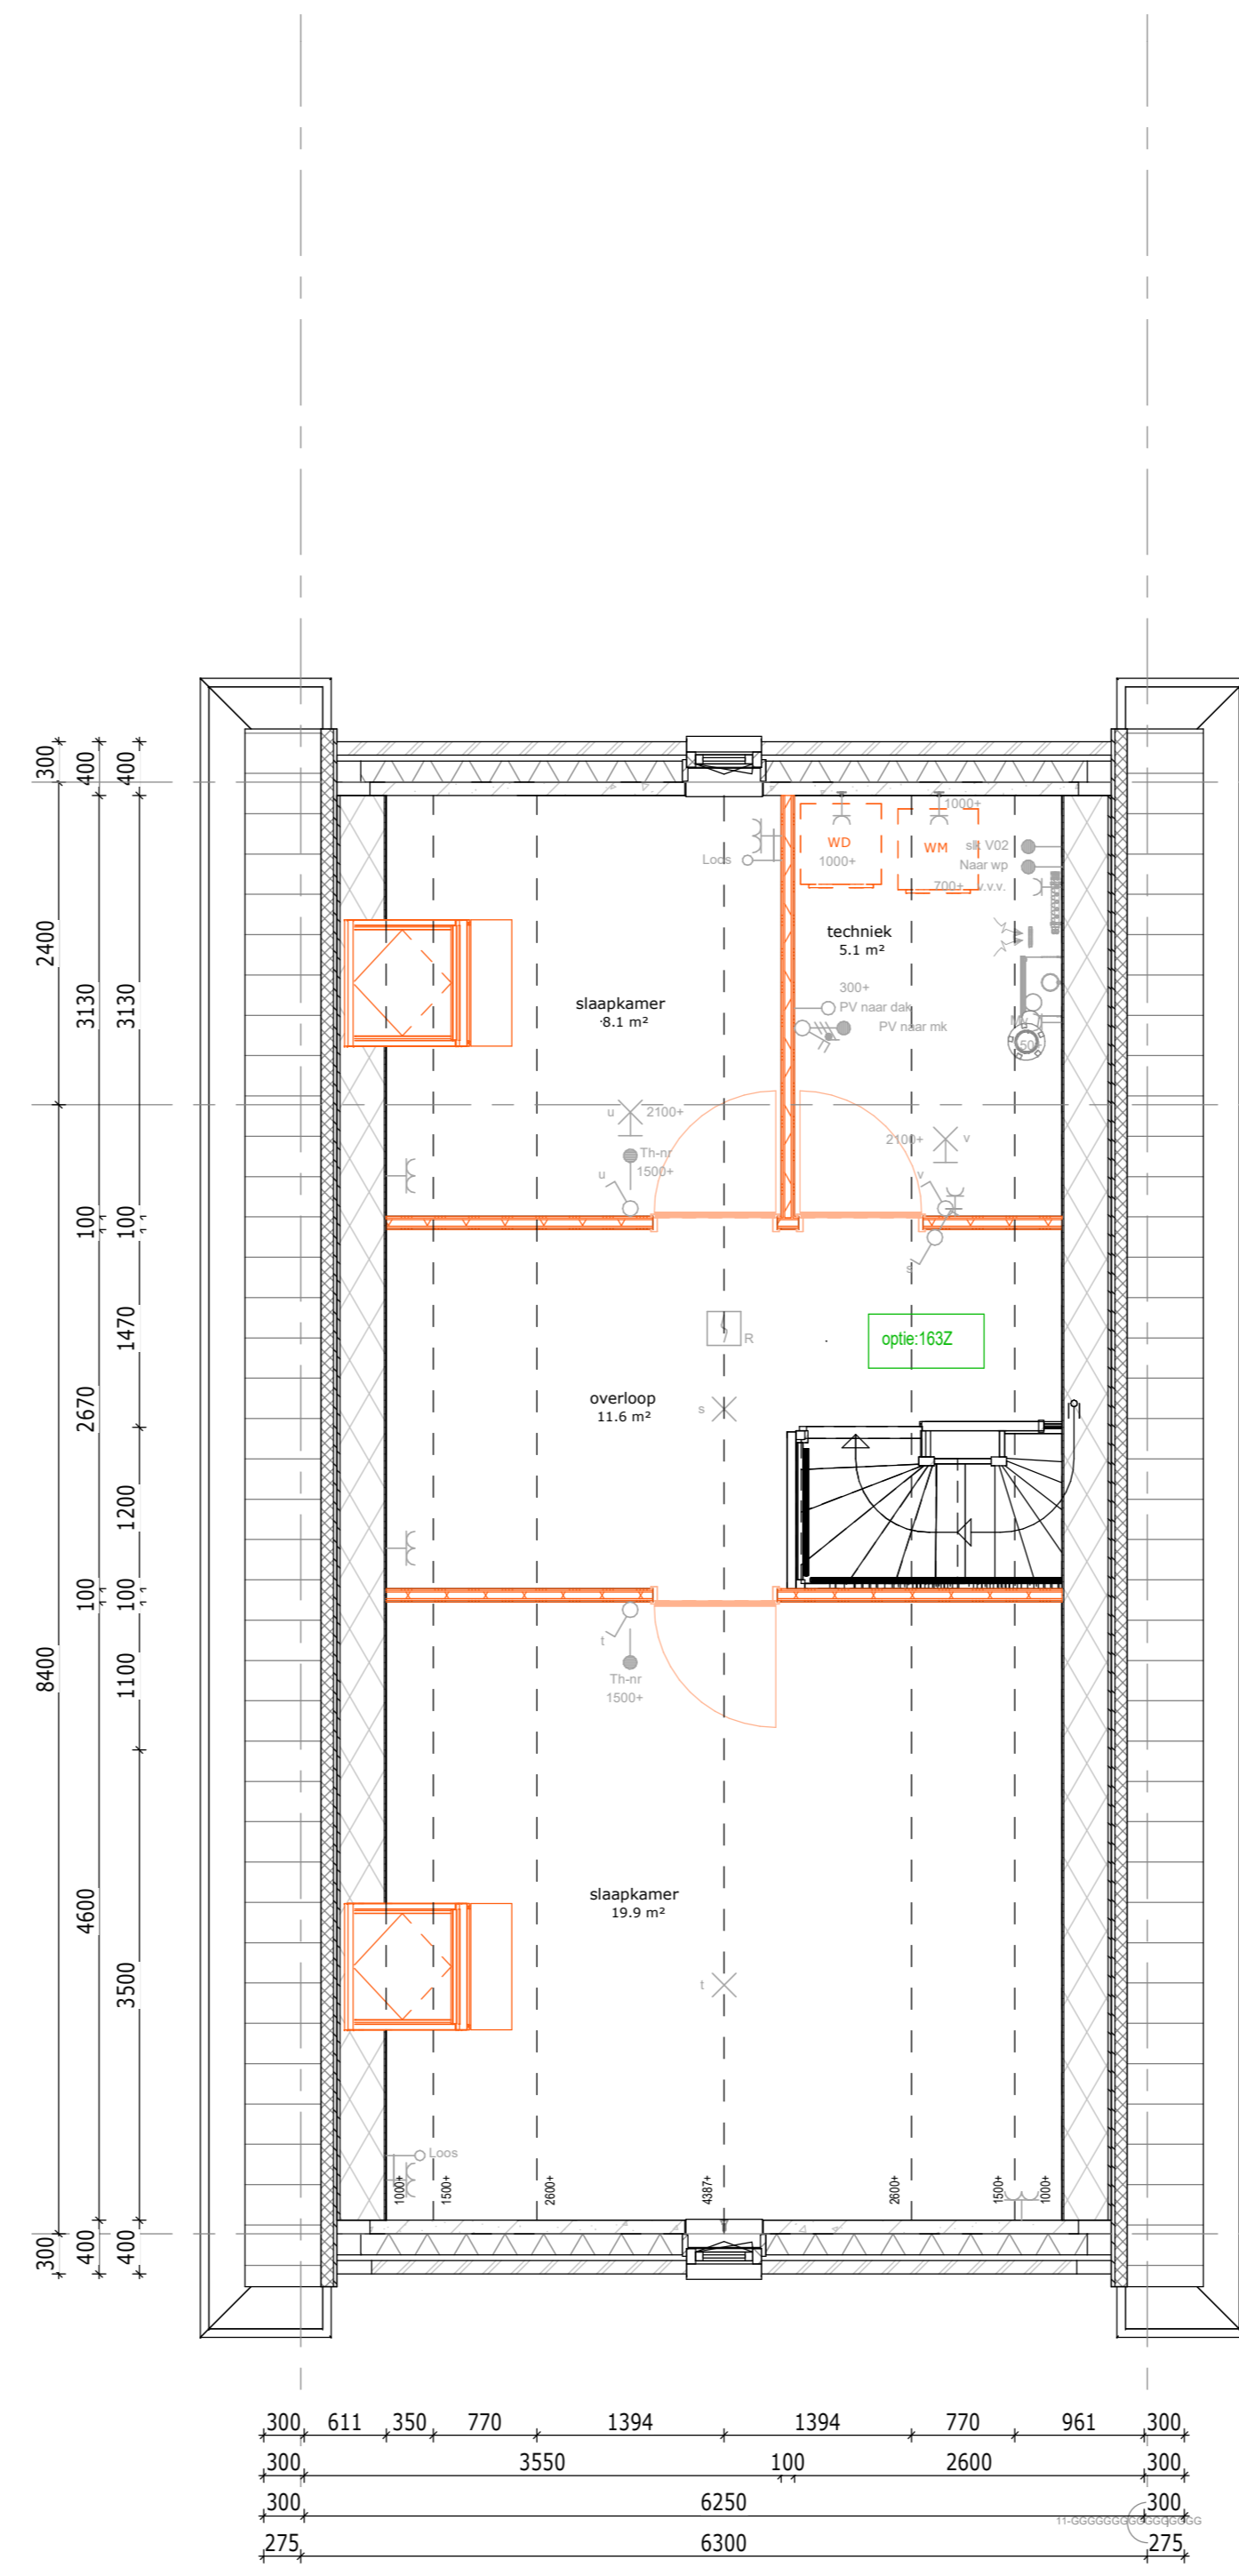 300
400
400
2400
3130
3130
100
100
1470
2670
1200
100
100
1100
8400
4600
3500
300
400
400
Loos
WD
1000+
1000+
WM
700+ v.v.v.
slk V02
Naar wp
techniek
5.1 m²
slaapkamer
8.1 m²
300+
PV naar dak
PV naar mk
50+
u
2100+
Th-nr
1500+
u
2100+
v
v
s
R
optie:163Z
overloop
11.6 m²
s
t
Th-nr
1500+
slaapkamer
19.9 m²
t
Loos
1000+
1500+
2600+
4387+
2600+
1500+
1000+
300 611 350 770 1394 1394 770 961 300
300 3550 100 2600 300
300 6250 300
275 6300 275